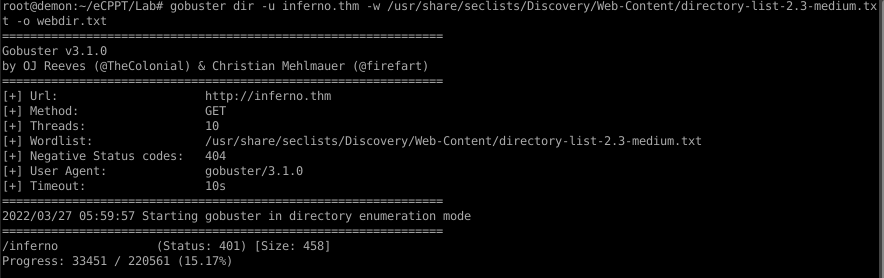 root@demon:~/eCPPT/Lab# gobuster dir -u inferno.thm -w /usr/share/seclists/Discovery/Web-Content/directory-list-2.3-medium.tx
t -o webdir.txt
===============================================================
Gobuster v3.1.0
by OJ Reeves (@TheColonial) & Christian Mehlmauer (@firefart)
===============================================================
[+] Url:                     http://inferno.thm
[+] Method:                  GET
[+] Threads:                 10
[+] Wordlist:                /usr/share/seclists/Discovery/Web-Content/directory-list-2.3-medium.txt
[+] Negative Status codes:   404
[+] User Agent:              gobuster/3.1.0
[+] Timeout:                 10s
===============================================================
2022/03/27 05:59:57 Starting gobuster in directory enumeration mode
===============================================================
/inferno              (Status: 401) [Size: 458]
Progress: 33451 / 220561 (15.17%)